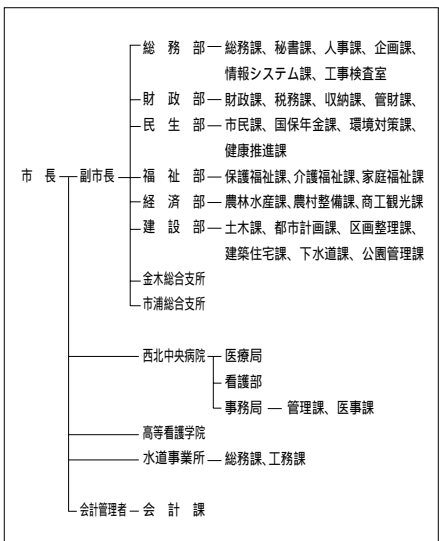 総務部 総務課、秘書課、人事課、企画課、
情報システム課、工事検査室
財政部 財政課、税務課、収納課、管財課、
民生部 市民課、国保年金課、環境対策課、
健康推進課
市長 副市長 福祉部 保護福祉課、介護福祉課、家庭福祉課
経済部 農林水産課、農村整備課、商工観光課
建設部 土木課、都市計画課、区画整理課、
建築住宅課、下水道課、公園管理課
金木総合支所
市浦総合支所
西北中央病院 医療局
看護部
事務局 管理課、医事課
高等看護学院
水道事業所 総務課、工務課
会計管理者 会計課